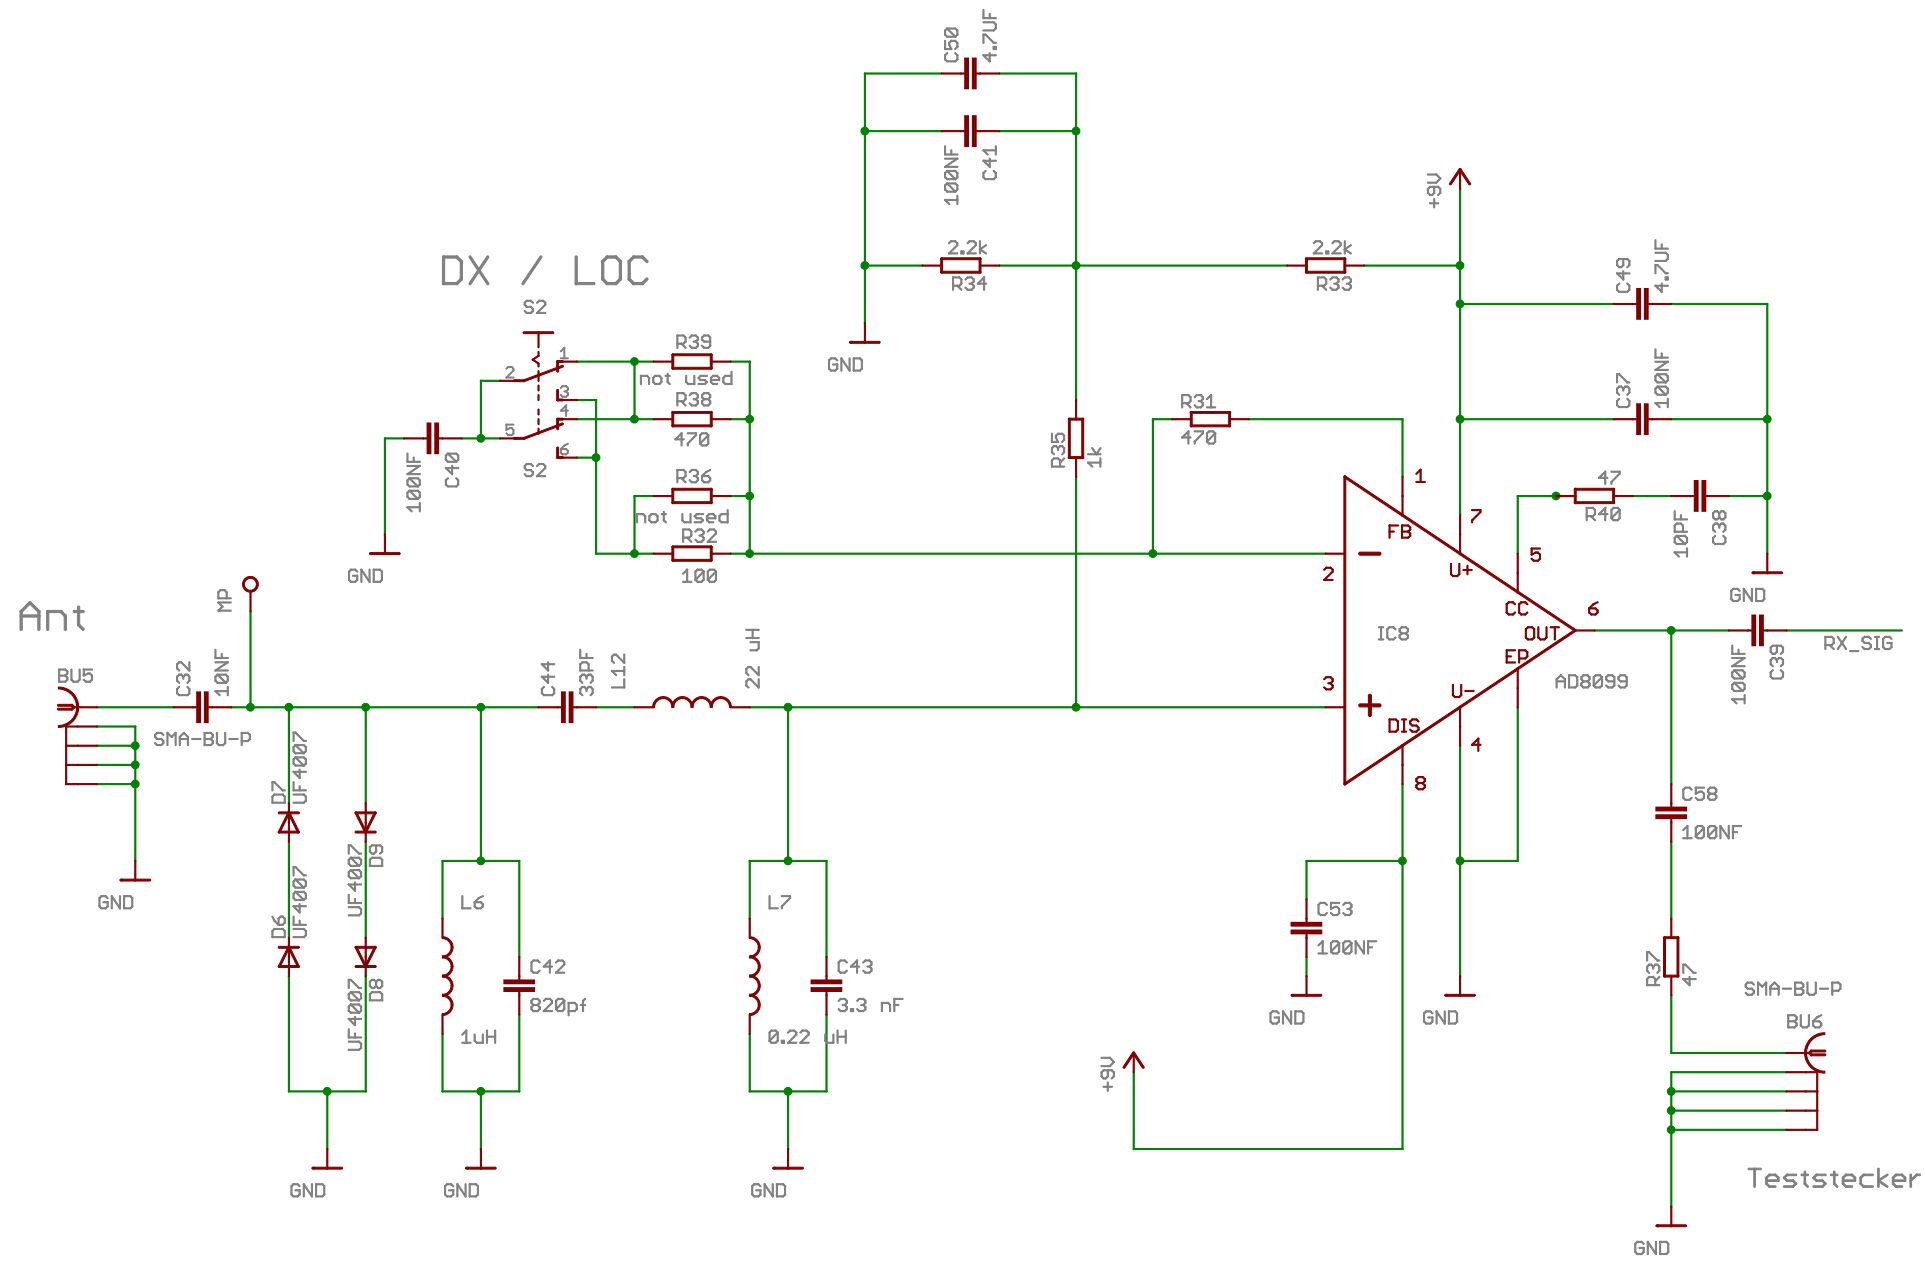 C50
4.7UF
100NF
C41
+9V
2.2k
R34
2.2k
R33
C49
4.7UF
DX / LOC
S2
GND
1
2
3
4
5
6
S2
R39
not used
R38
470
R36
not used
R32
100
100NF
C40
GND
R31
470
R35
1k
C37
100NF
47
R40
10PF
C38
GND
1
FB
7
U+
5
CC
2
3
IC8
OUT
6
EP
U-
DIS
4
8
AD8099
100NF
C39
RX_SIG
Ant
MP
BU5
C32
10NF
SMA-BU-P
GND
C44
33PF
L12
22 uH
D7
UF4007
D6
UF4007
UF4007
D9
UF4007
D8
GND
L6
1uH
C42
820pf
GND
L7
0.22 uH
C43
3.3 nF
GND
C53
100NF
GND
GND
+9V
C58
100NF
R37
47
SMA-BU-P
BU6
Teststecker
GND